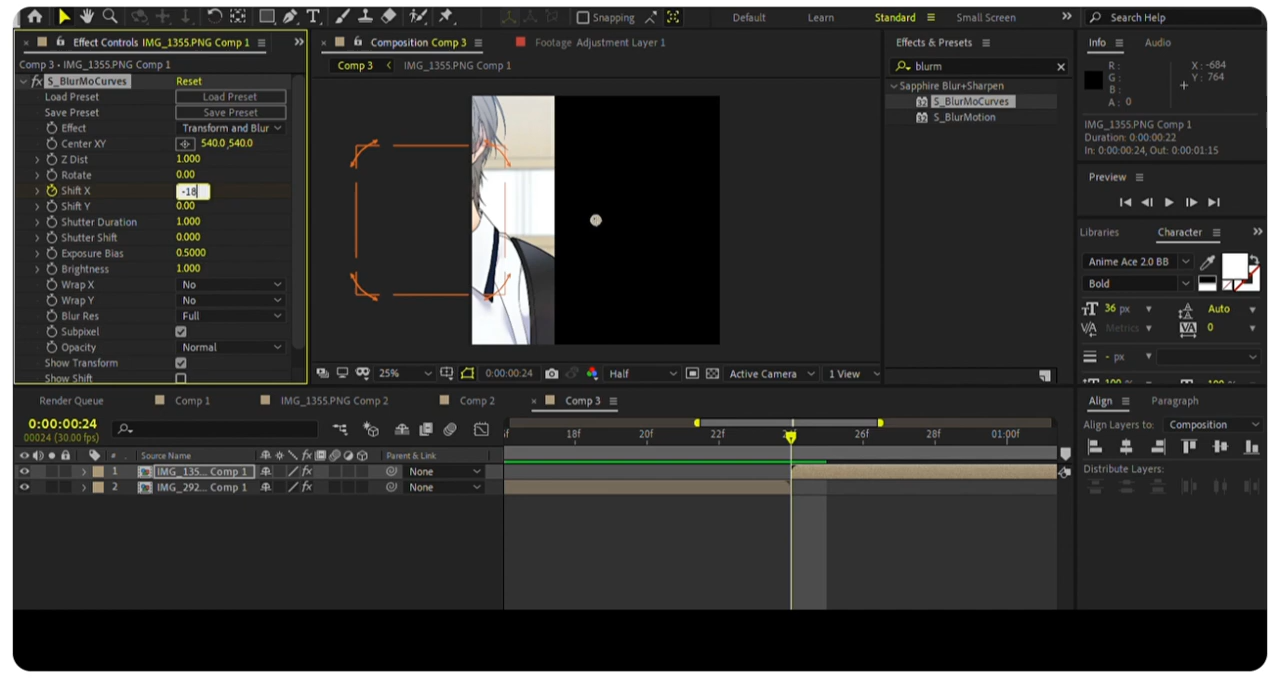 Snapping
Default
Learn
Standard
Small Screen
Search Help
Effect Controls IMG_1355.PNG Comp 1
Composition Comp 3
Footage Adjustment Layer 1
Effects & Presets
Info
Audio
Comp 3 • IMG_1355.PNG Comp 1
Comp 3
IMG_1355.PNG Comp 1
blurm
R :
G :
B :
A : 0
X : -684
Y : 764
fx S_BlurMoCurves Reset
Load Preset Load Preset
Save Preset Save Preset
Effect Transform and Blur
Center XY 540.0 ,540.0
Z Dist 1.000
Rotate 0.00
Shift X -18
Shift Y 0.00
Shutter Duration 1.000
Shutter Shift 0.000
Exposure Bias 0.5000
Brightness 1.000
Wrap X No
Wrap Y No
Blur Res Full
Subpixel
Opacity Normal
Show Transform
Show Shift
Sapphire Blur+Sharpen
S_BlurMoCurves
S_BlurMotion
IMG_1355.PNG Comp 1
Duration: 0:00:00:22
In: 0:00:00:24, Out: 0:00:01:15
Preview
Libraries
Character
Anime Ace 2.0 BB
Bold
36 px
Auto
Metrics
0
- px
100 %
100 %
25%
0:00:00:24
Half
Active Camera
1 View
Render Queue
Comp 1
IMG_1355.PNG Comp 2
Comp 2
Comp 3
Align
Paragraph
0:00:00:24
00024 (30.00 fps)
18f
20f
22f
26f
28f
01:00f
Align Layers to: Composition
# .
Source Name
fx
Parent & Link
1 IMG_135... Comp 1 fx None
2 IMG_292... Comp 1 fx None
Distribute Layers: